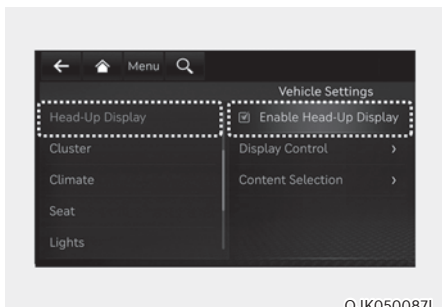 Menu
Vehicle Settings
Head-Up Display
Enable Head-Up Display
Cluster
Display Control
Climate
Content Selection
Seat
Lights
OJK050087L